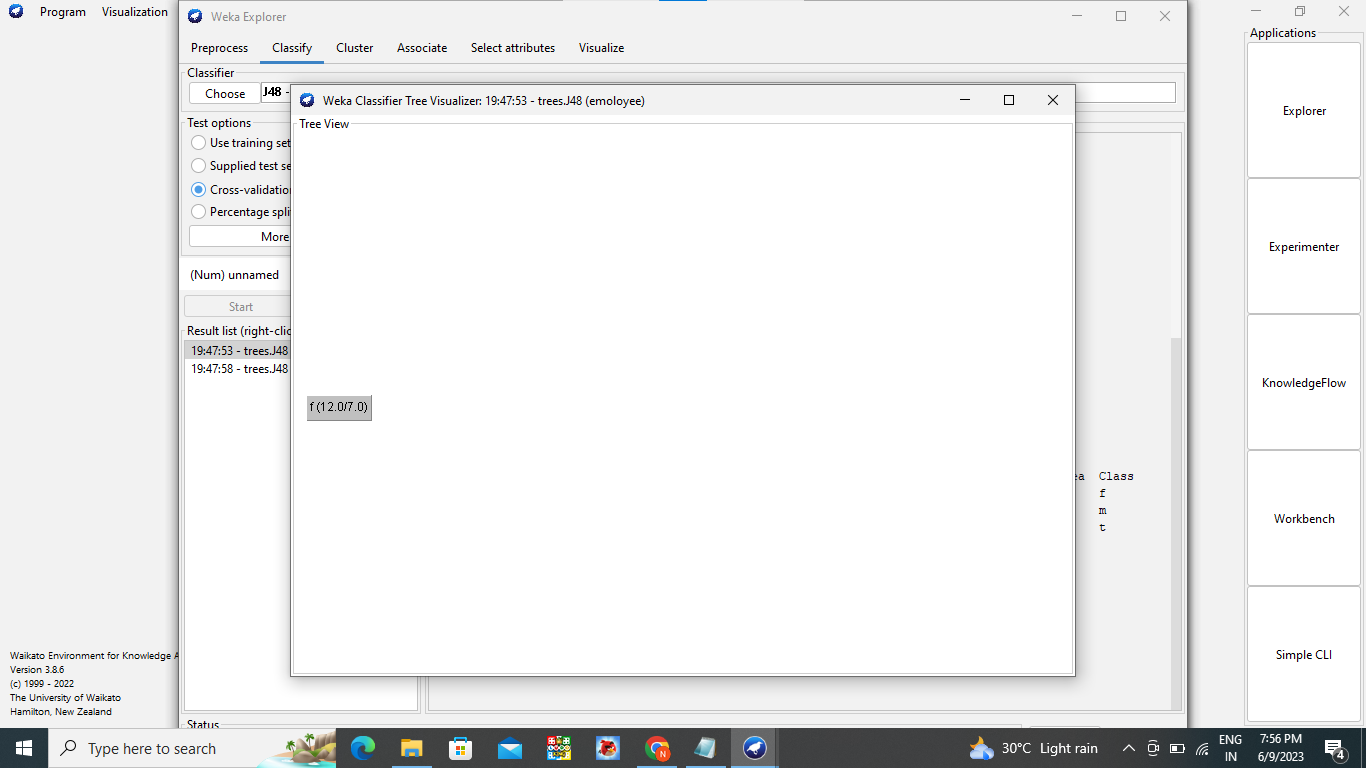 Program Visualization
Weka Explorer
Preprocess Classify Cluster Associate Select attributes Visualize
Classifier
Choose J48 -
Weka Classifier Tree Visualizer: 19:47:53 - trees.J48 (emoloyee)
Tree View
f (12.0/7.0)
Test options
Use training set
Supplied test se
Cross-validation
Percentage spli
More
(Num) unnamed
Start
Result list (right-clic
19:47:53 - trees.J48
19:47:58 - trees.J48
ea Class
f
m
t
Status
Applications
Explorer
Experimenter
KnowledgeFlow
Workbench
Simple CLI
Waikato Environment for Knowledge A
Version 3.8.6
(c) 1999 - 2022
The University of Waikato
Hamilton, New Zealand
Type here to search
30°C Light rain
ENG
IN
7:56 PM
6/9/2023
4